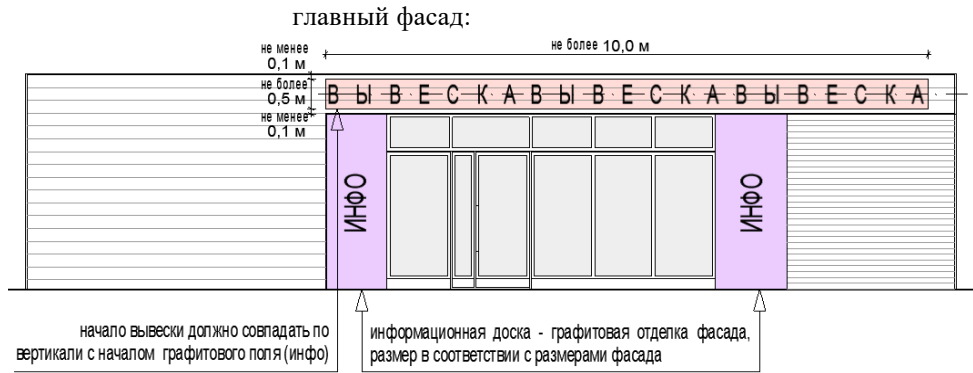 главный фасад:
не менее
0,1 м
не более 10,0 м
не более
0,5 м
ВЫВЕСКАВЫВЕСКАВЫВЕСКА
не менее
0,1 м
ИНФО
ИНФО
начало вывески должно совпадать по
вертикали с началом графитового поля (инфо)
информационная доска - графитовая отделка фасада,
размер в соответствии с размерами фасада